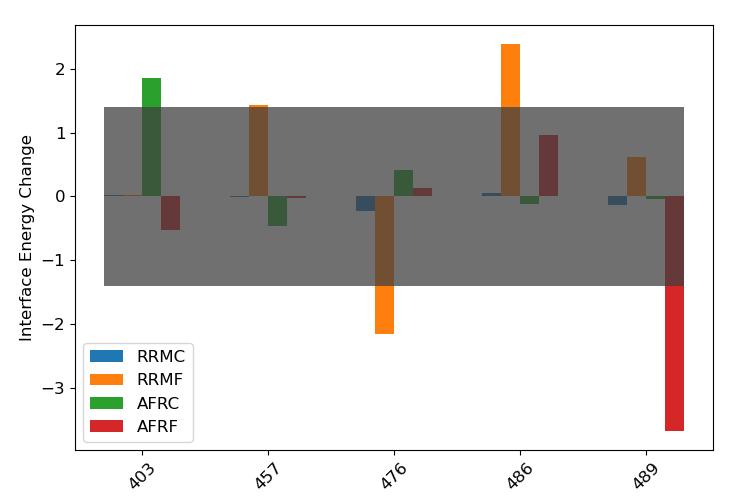 Interface Energy Change
2
1
0
−1
−2
−3
RRMC
RRMF
AFRC
AFRF
403
457
476
486
489